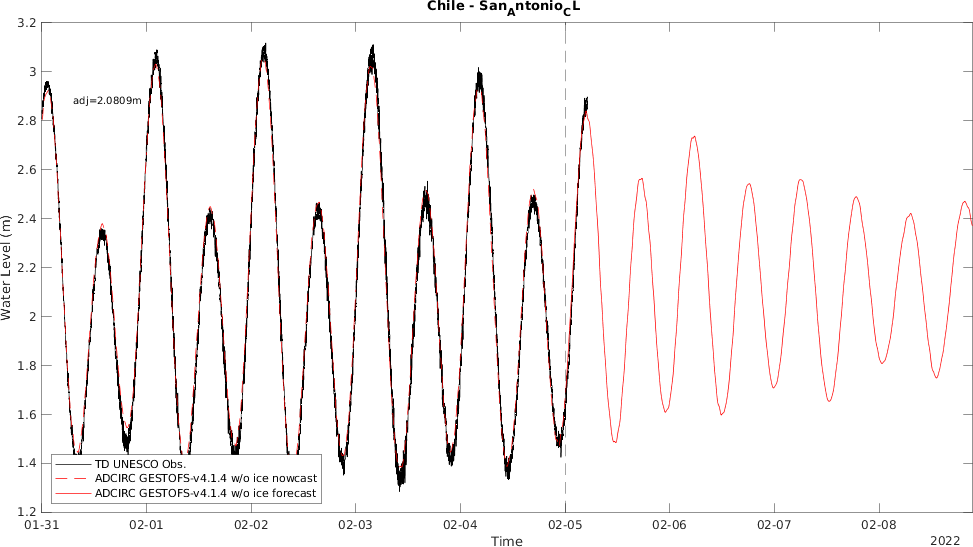 Chile - San_Antonio_CL
3.2
3
2.8
2.6
2.4
2.2
2
1.8
1.6
1.4
1.2
Water Level (m)
adj=2.0809m
TD UNESCO Obs.
ADCIRC GESTOFS-v4.1.4 w/o ice nowcast
ADCIRC GESTOFS-v4.1.4 w/o ice forecast
01-31 02-01 02-02 02-03 02-04 02-05 02-06 02-07 02-08
Time
2022